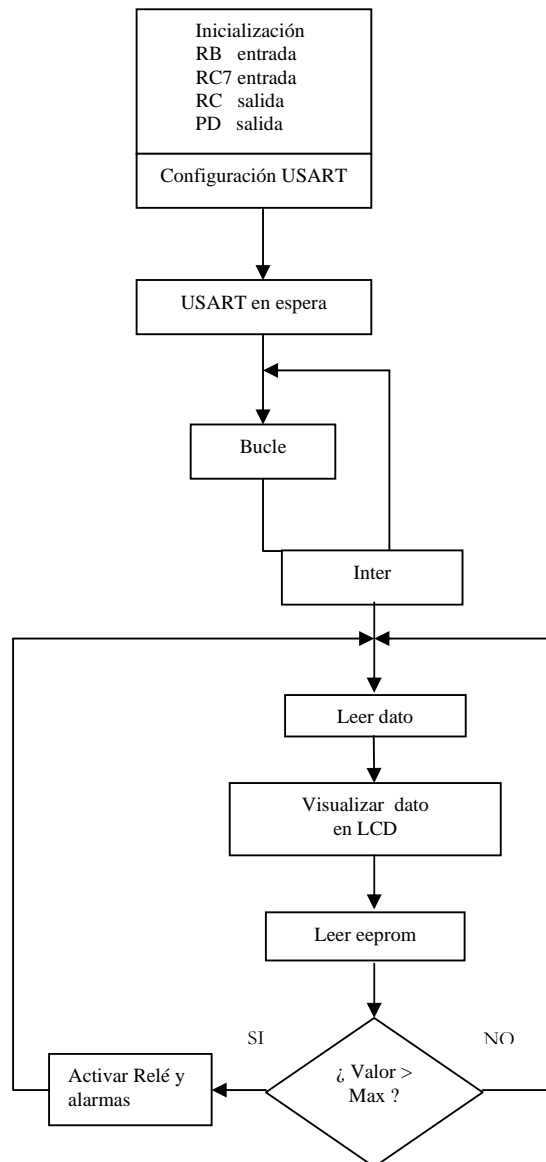 Inicialización
RB entrada
RC7 entrada
RC salida
PD salida
Configuración USART
USART en espera
Bucle
Inter
Leer dato
Visualizar dato
en LCD
Leer eeprom
SI
NO
¿ Valor >
Max ?
Activar Relé y
alarmas